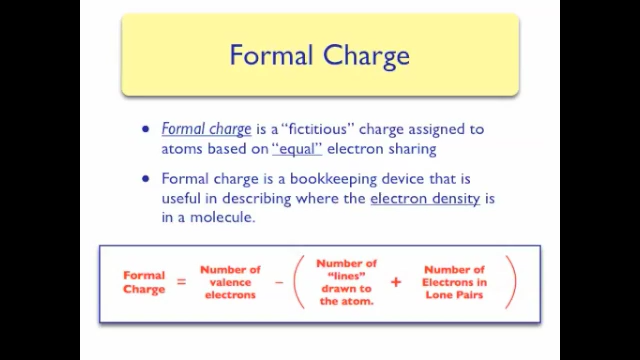 Formal Charge
• Formal charge is a “fictitious” charge assigned to
atoms based on “equal” electron sharing
• Formal charge is a bookkeeping device that is
useful in describing where the electron density is
in a molecule.
Formal
Charge
=
Number of
valence
electrons
–
(
Number of
“lines”
drawn to
the atom.
+
Number of
Electrons in
Lone Pairs
)